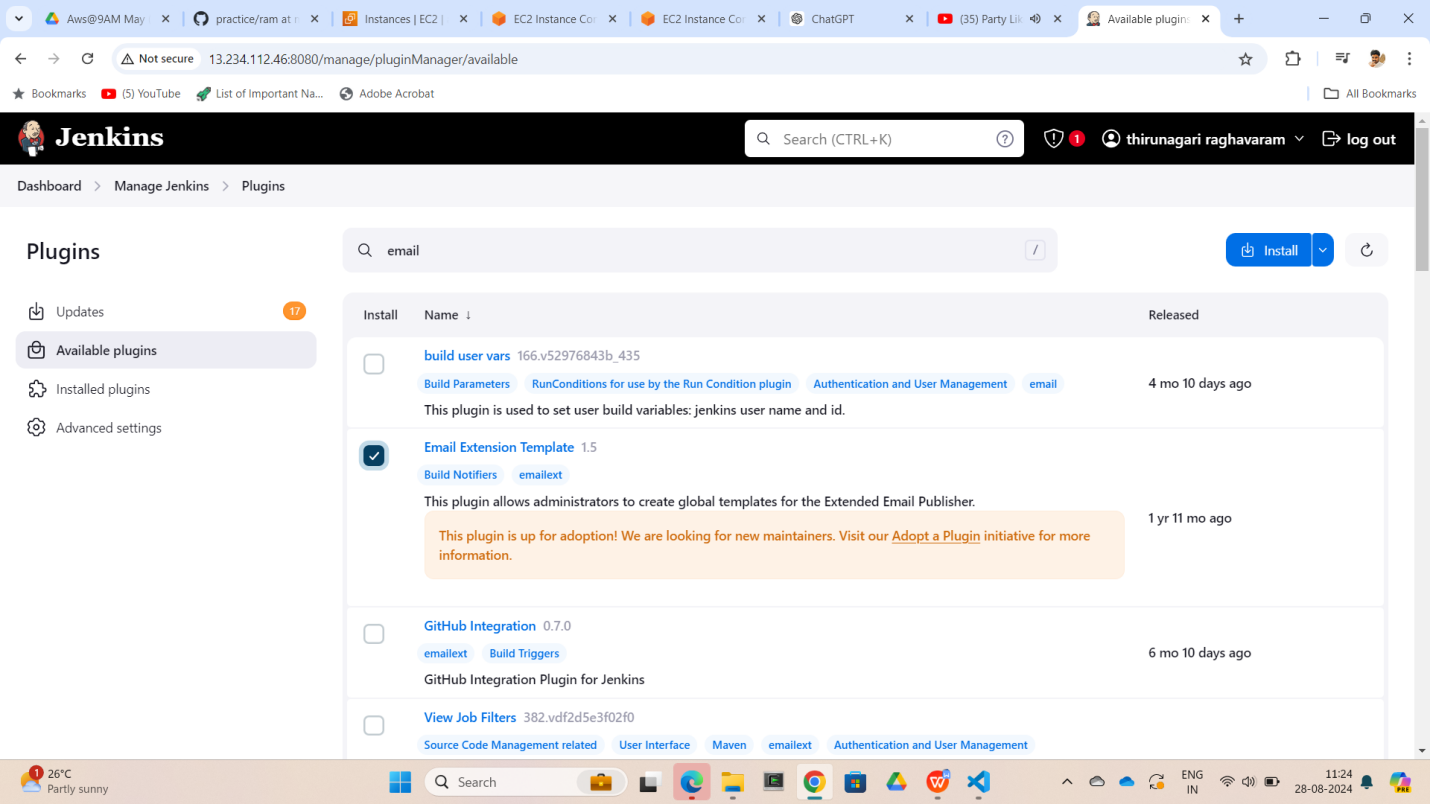 Aws@9AM May
practice/ram at m
Instances | EC2 |
EC2 Instance Con
EC2 Instance Con
ChatGPT
(35) Party Lik
Available plugins
Not secure
13.234.112.46:8080/manage/pluginManager/available
Bookmarks
(5) YouTube
List of Important Na...
Adobe Acrobat
All Bookmarks
Jenkins
Search (CTRL+K)
?
1
thirunagari raghavaram
log out
Dashboard
Manage Jenkins
Plugins
Plugins
email
/
Install
Updates
17
Available plugins
Installed plugins
Advanced settings
Install
Name ↓
Released
build user vars 166.v52976843b_435
Build Parameters
RunConditions for use by the Run Condition plugin
Authentication and User Management
email
This plugin is used to set user build variables: jenkins user name and id.
4 mo 10 days ago
Email Extension Template 1.5
Build Notifiers
emailext
This plugin allows administrators to create global templates for the Extended Email Publisher.
This plugin is up for adoption! We are looking for new maintainers. Visit our Adopt a Plugin initiative for more
information.
1 yr 11 mo ago
GitHub Integration 0.7.0
emailext
Build Triggers
GitHub Integration Plugin for Jenkins
6 mo 10 days ago
View Job Filters 382.vdf2d5e3f02f0
Source Code Management related
User Interface
Maven
emailext
Authentication and User Management
1
26°C
Partly sunny
Search
ENG
IN
11:24
28-08-2024
PRE